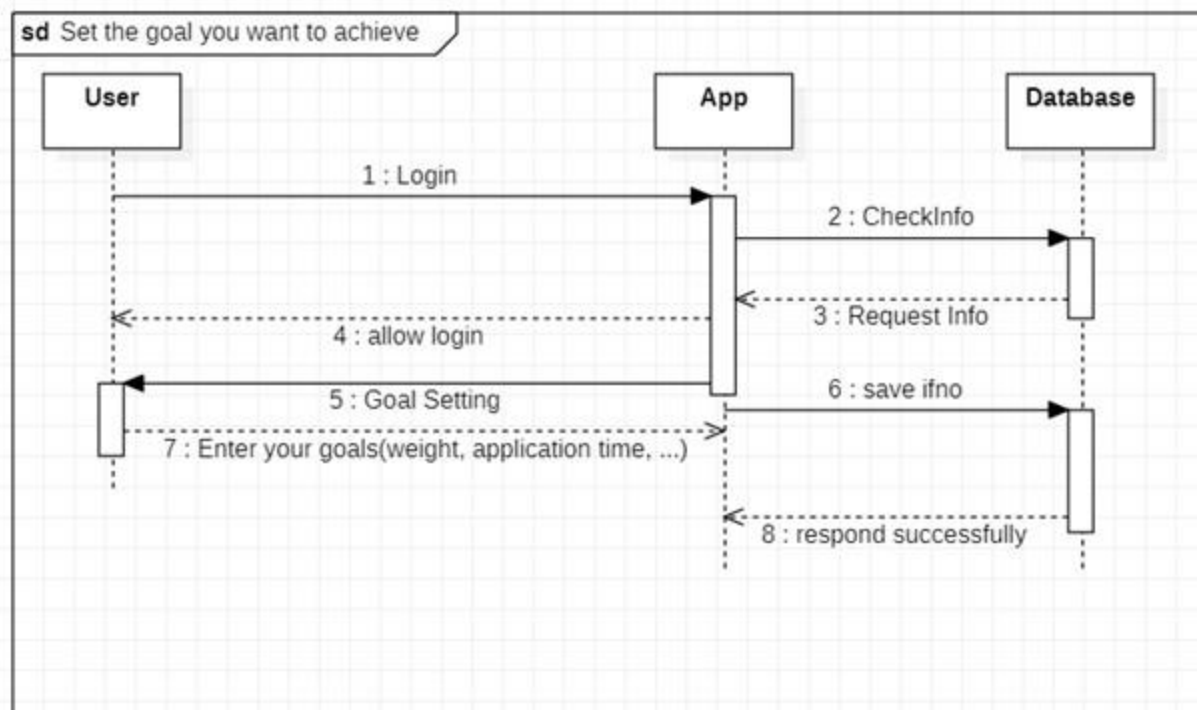 sd Set the goal you want to achieve
User
App
Database
1 : Login
2 : CheckInfo
3 : Request Info
4 : allow login
5 : Goal Setting
6 : save ifno
7 : Enter your goals(weight, application time, ...)
8 : respond successfully